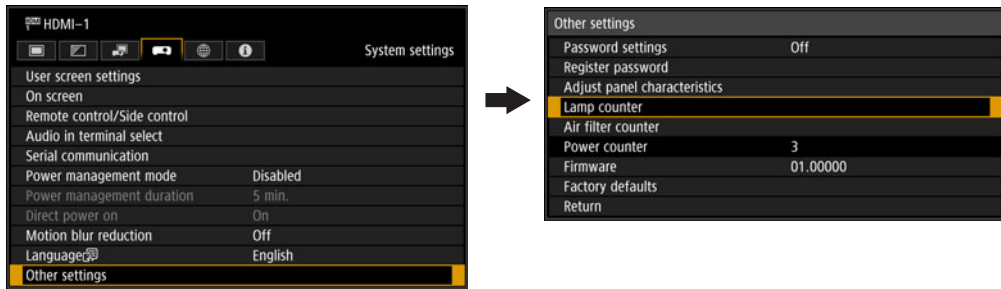 HDMI-1
System settings
User screen settings
On screen
Remote control/Side control
Audio in terminal select
Serial communication
Power management mode Disabled
Power management duration 5 min.
Direct power on On
Motion blur reduction Off
Language English
Other settings
Other settings
Password settings Off
Register password
Adjust panel characteristics
Lamp counter
Air filter counter
Power counter 3
Firmware 01.00000
Factory defaults
Return